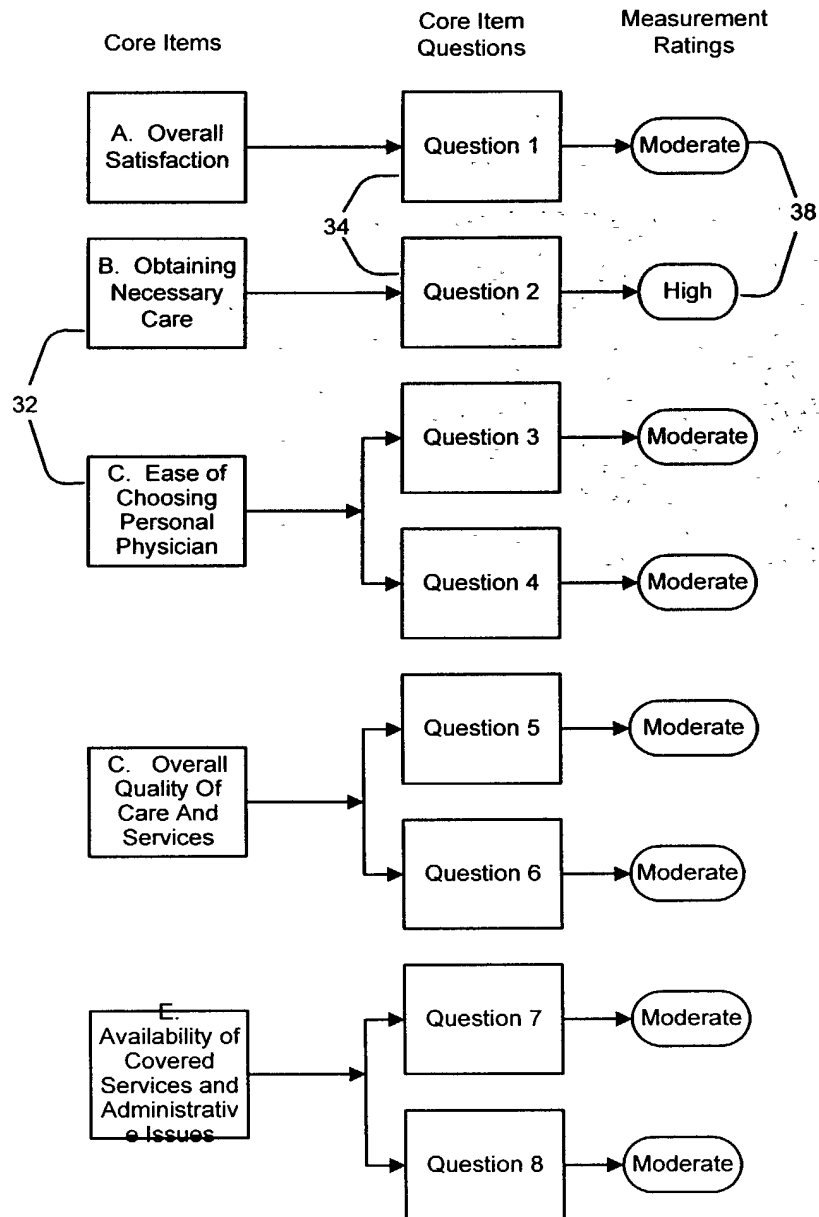 Core Items
Core Item
Questions
Measurement
Ratings
A. Overall
Satisfaction
Question 1
Moderate
34
38
B. Obtaining
Necessary
Care
Question 2
High
32
C. Ease of
Choosing
Personal
Physician
Question 3
Moderate
Question 4
Moderate
C. Overall
Quality Of
Care And
Services
Question 5
Moderate
Question 6
Moderate
E.
Availability of
Covered
Services and
Administrativ
e Issues
Question 7
Moderate
Question 8
Moderate